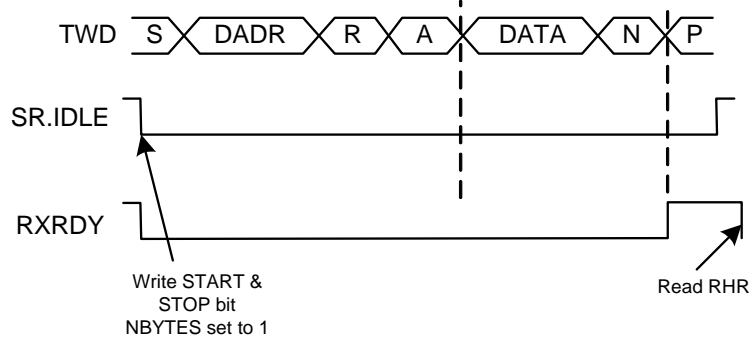 TWD S DADR R A DATA N P
SR.IDLE
RXRDY
Write START &
STOP bit
NBYTES set to 1
Read RHR